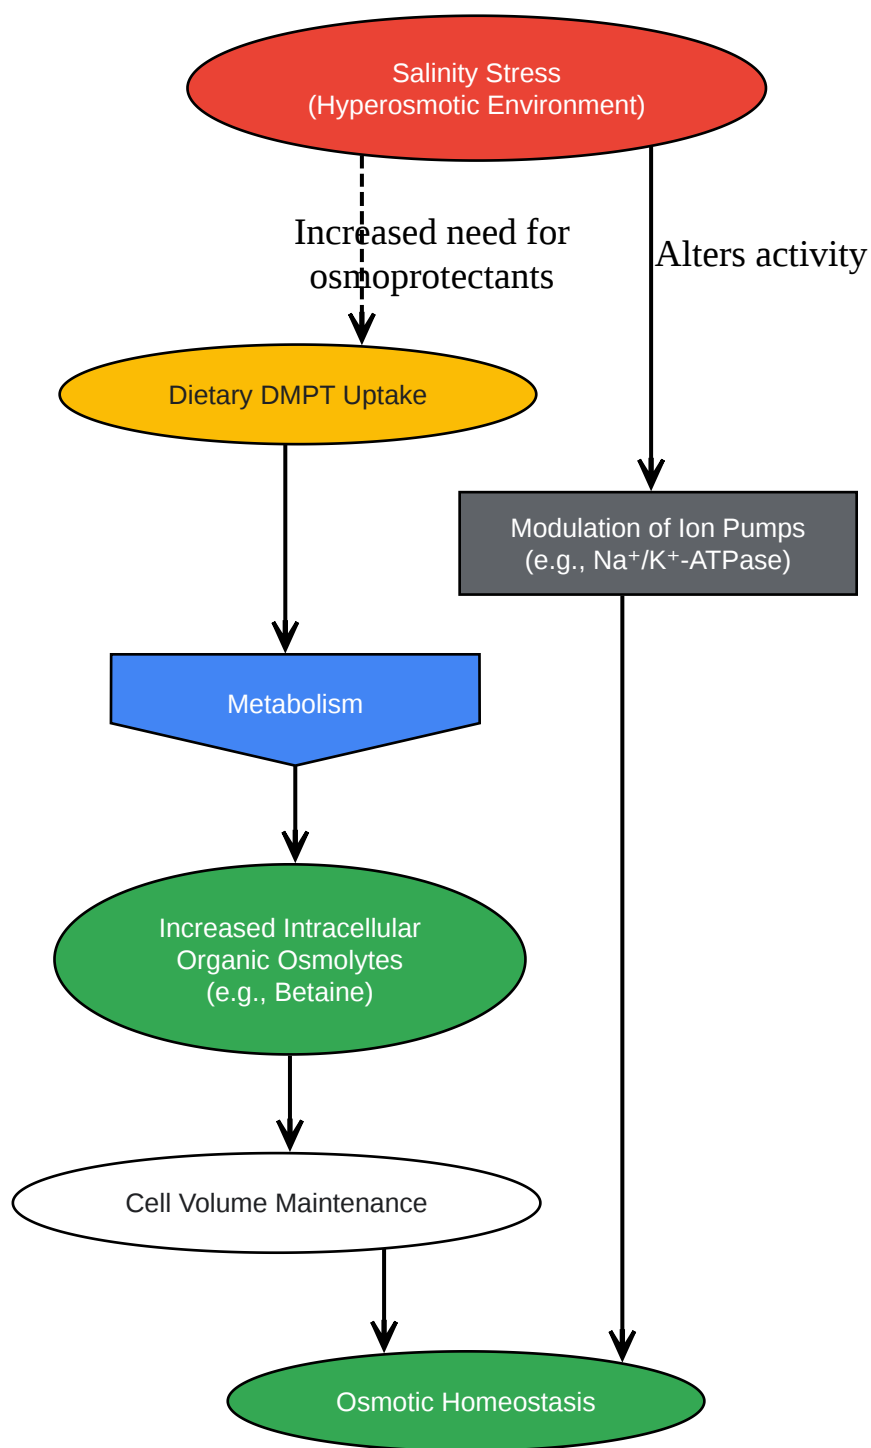 Salinity Stress
(Hyperosmotic Environment)
Increased need for
osmoprotectants
Alters activity
Dietary DMPT Uptake
Modulation of Ion Pumps
(e.g., Na⁺/K⁺-ATPase)
Metabolism
Increased Intracellular
Organic Osmolytes
(e.g., Betaine)
Cell Volume Maintenance
Osmotic Homeostasis